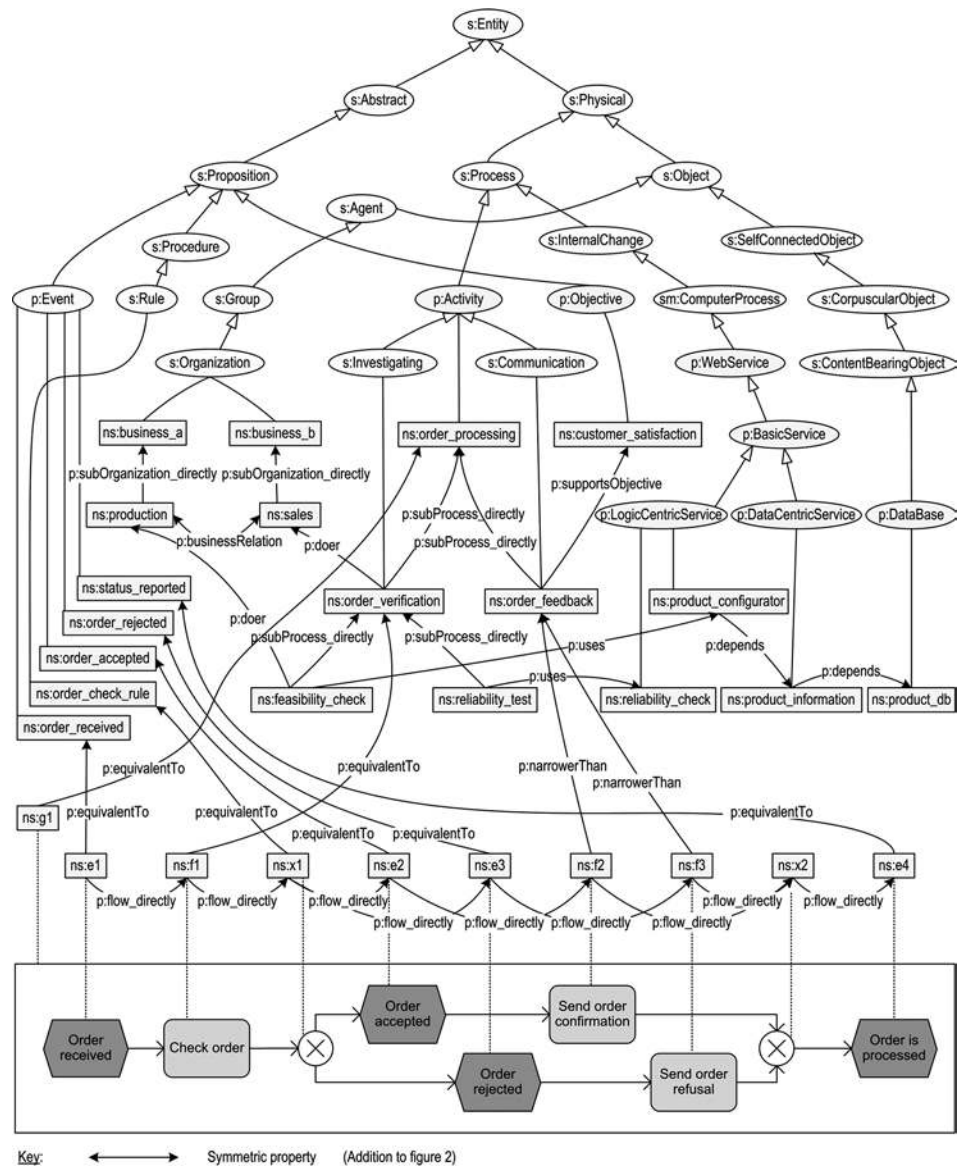 s:Entity
s:Abstract
s:Physical
s:Proposition
s:Process
s:Object
s:Agent
s:Procedure
s:InternalChange
s:SelfConnectedObject
p:Event
s:Rule
s:Group
p:Activity
p:Objective
sm:ComputerProcess
s:CorpuscularObject
s:Organization
s:Investigating
s:Communication
p:WebService
s:ContentBearingObject
ns:business_a
ns:business_b
ns:order_processing
ns:customer_satisfaction
p:BasicService
p:subOrganization_directly
p:subOrganization_directly
p:supportsObjective
ns:production
ns:sales
p:subProcess_directly
p:LogicCentricService
p:DataCentricService
p:DataBase
p:businessRelation
p:doer
p:subProcess_directly
ns:status_reported
ns:order_verification
ns:order_feedback
ns:product_configurator
ns:order_rejected
p:doer
p:subProcess_directly
p:subProcess_directly
p:uses
p:depends
ns:order_accepted
p:uses
p:depends
ns:order_check_rule
ns:feasibility_check
ns:reliability_test
ns:reliability_check
ns:product_information
ns:product_db
ns:order_received
p:equivalentTo
p:equivalentTo
p:narrowerThan
p:narrowerThan
ns:g1
p:equivalentTo
p:equivalentTo
p:equivalentTo
p:equivalentTo
p:equivalentTo
ns:e1
ns:f1
ns:x1
ns:e2
ns:e3
ns:f2
ns:f3
ns:x2
ns:e4
p:flow_directly
p:flow_directly
p:flow_directly
p:flow_directly
p:flow_directly
p:flow_directly
p:flow_directly
p:flow_directly
p:flow_directly
Order
accepted
Send order
confirmation
Order
received
Check order
Order is
processed
Order
rejected
Send order
refusal
Key: Symmetric property (Addition to figure 2)